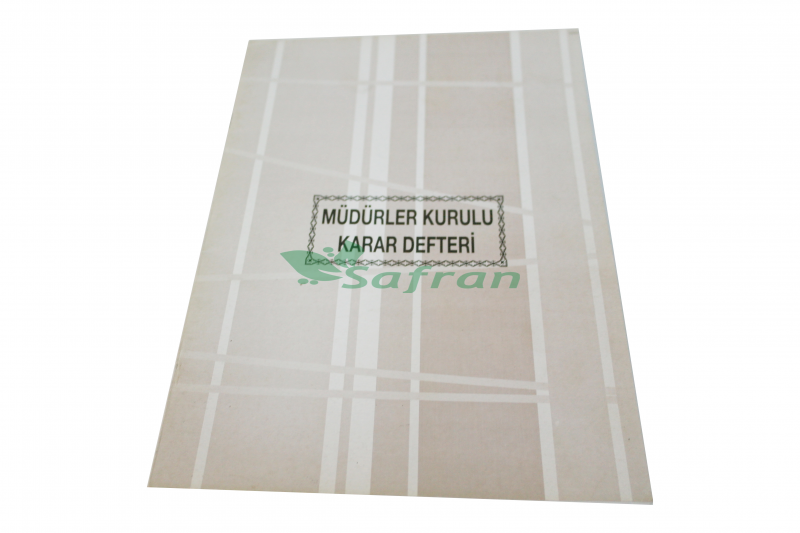 MÜDÜRLER KURULU
KARAR DEFTERİ
Safran